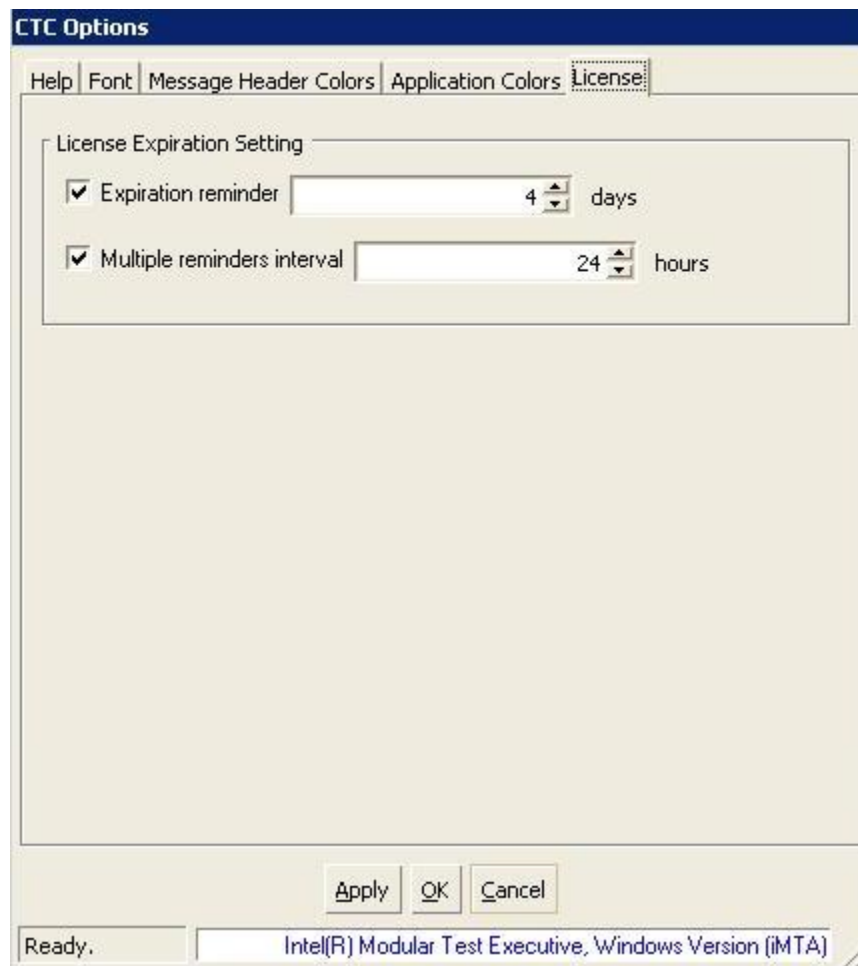 CTC Options
Help Font Message Header Colors Application Colors License
License Expiration Setting
Expiration reminder 4 days
Multiple reminders interval 24 hours
Apply OK Cancel
Ready. Intel(R) Modular Test Executive, Windows Version (iMTA)